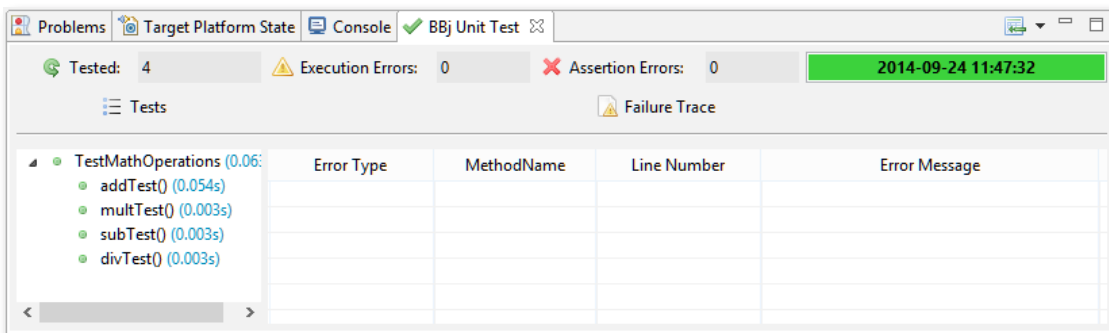 Problems Target Platform State Console BBj Unit Test
Tested: 4 Execution Errors: 0 Assertion Errors: 0 2014-09-24 11:47:32
Tests Failure Trace
Error Type MethodName Line Number Error Message
TestMathOperations (0.06
addTest() (0.054s)
multTest() (0.003s)
subTest() (0.003s)
divTest() (0.003s)